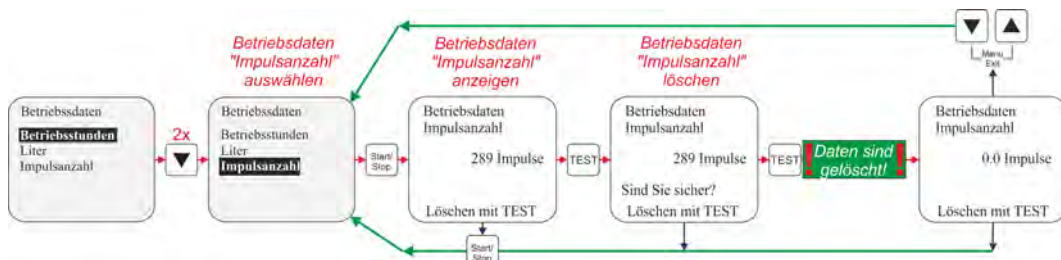 Betriebsdaten
"Impulsanzahl"
auswählen
Betriebsdaten
"Impulsanzahl"
anzeigen
Betriebsdaten
"Impulsanzahl"
löschen
Menu
Exit
Betriebssdaten
Betriebsstunden
Liter
Impulsanzahl
2x
Betriebssdaten
Betriebsstunden
Liter
Impulsanzahl
Start/
Stop
Betriebsdaten
Impulsanzahl
289 Impulse
Löschen mit TEST
Start/
Stop
TEST
Betriebsdaten
Impulsanzahl
289 Impulse
Sind Sie sicher?
Löschen mit TEST
TEST
! Daten sind !
gelöscht!
Betriebsdaten
Impulsanzahl
0.0 Impulse
Löschen mit TEST